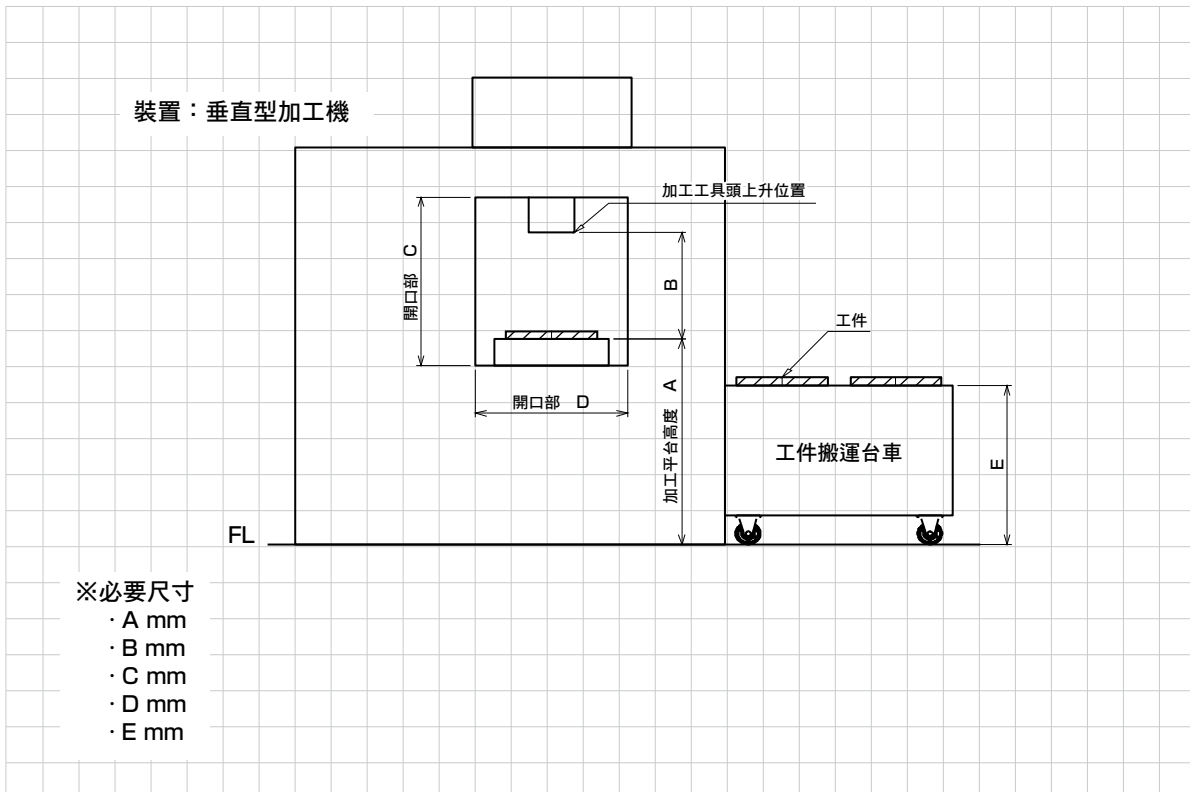 裝置：垂直型加工機
加工工具頭上升位置
開口部 C
B
工件
開口部 D
加工平台高度 A
工件搬運台車
E
FL
※必要尺寸
・A mm
・B mm
・C mm
・D mm
・E mm